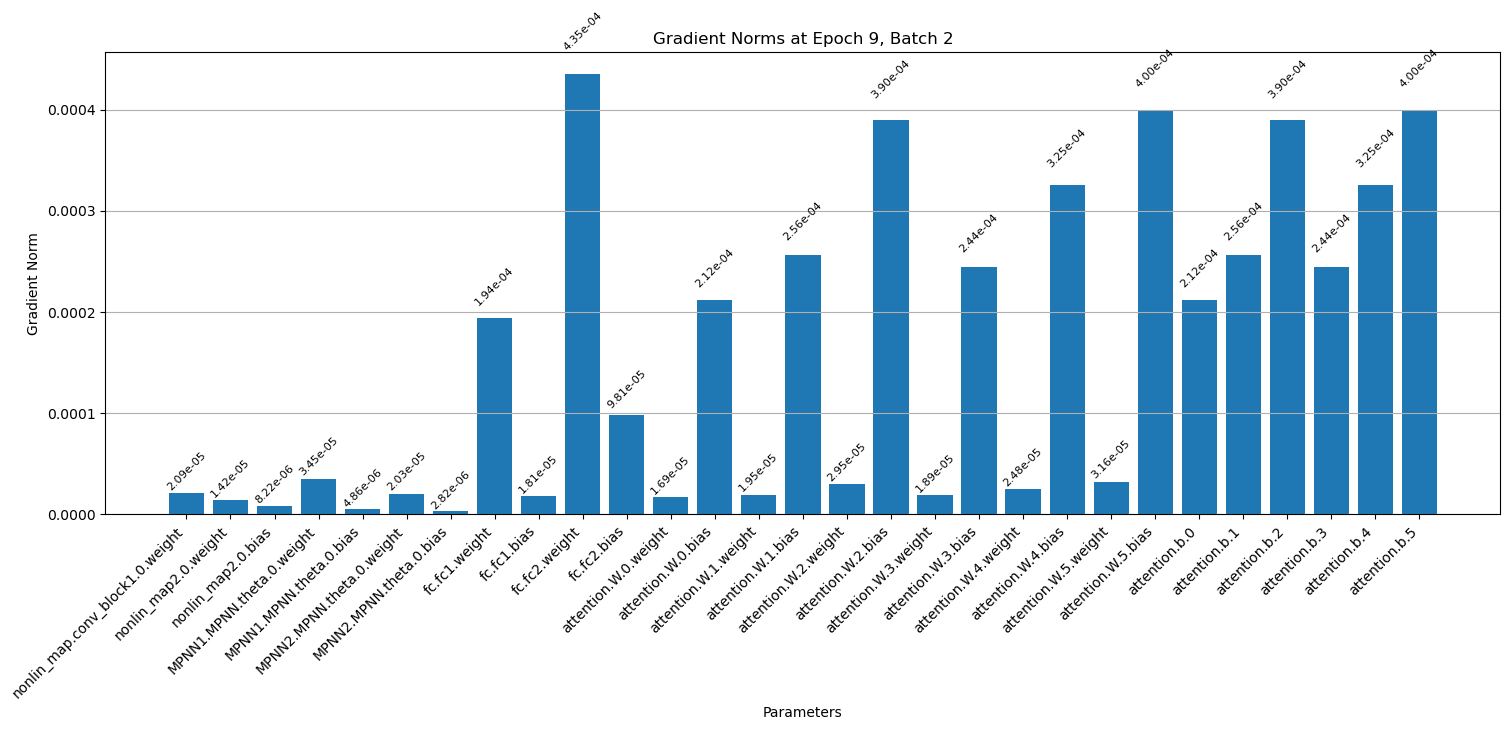 Gradient Norms at Epoch 9, Batch 2
Gradient Norm
0.0004
0.0003
0.0002
0.0001
0.0000
2.09e-05
1.42e-05
8.22e-06
3.45e-05
4.86e-06
2.03e-05
2.82e-06
1.94e-04
1.81e-05
4.35e-04
9.81e-05
1.69e-05
2.12e-04
1.95e-05
2.56e-04
2.95e-05
3.90e-04
1.89e-05
2.44e-04
2.48e-05
3.25e-04
3.16e-05
4.00e-04
2.12e-04
2.56e-04
3.90e-04
2.44e-04
3.25e-04
4.00e-04
nonlin_map.conv_block1.0.weight
nonlin_map2.0.weight
nonlin_map2.0.bias
MPNN1.MPNN.theta.0.weight
MPNN1.MPNN.theta.0.bias
MPNN2.MPNN.theta.0.weight
MPNN2.MPNN.theta.0.bias
fc.fc1.weight
fc.fc1.bias
fc.fc2.weight
fc.fc2.bias
attention.W.0.weight
attention.W.0.bias
attention.W.1.weight
attention.W.1.bias
attention.W.2.weight
attention.W.2.bias
attention.W.3.weight
attention.W.3.bias
attention.W.4.weight
attention.W.4.bias
attention.W.5.weight
attention.W.5.bias
attention.b.0
attention.b.1
attention.b.2
attention.b.3
attention.b.4
attention.b.5
Parameters